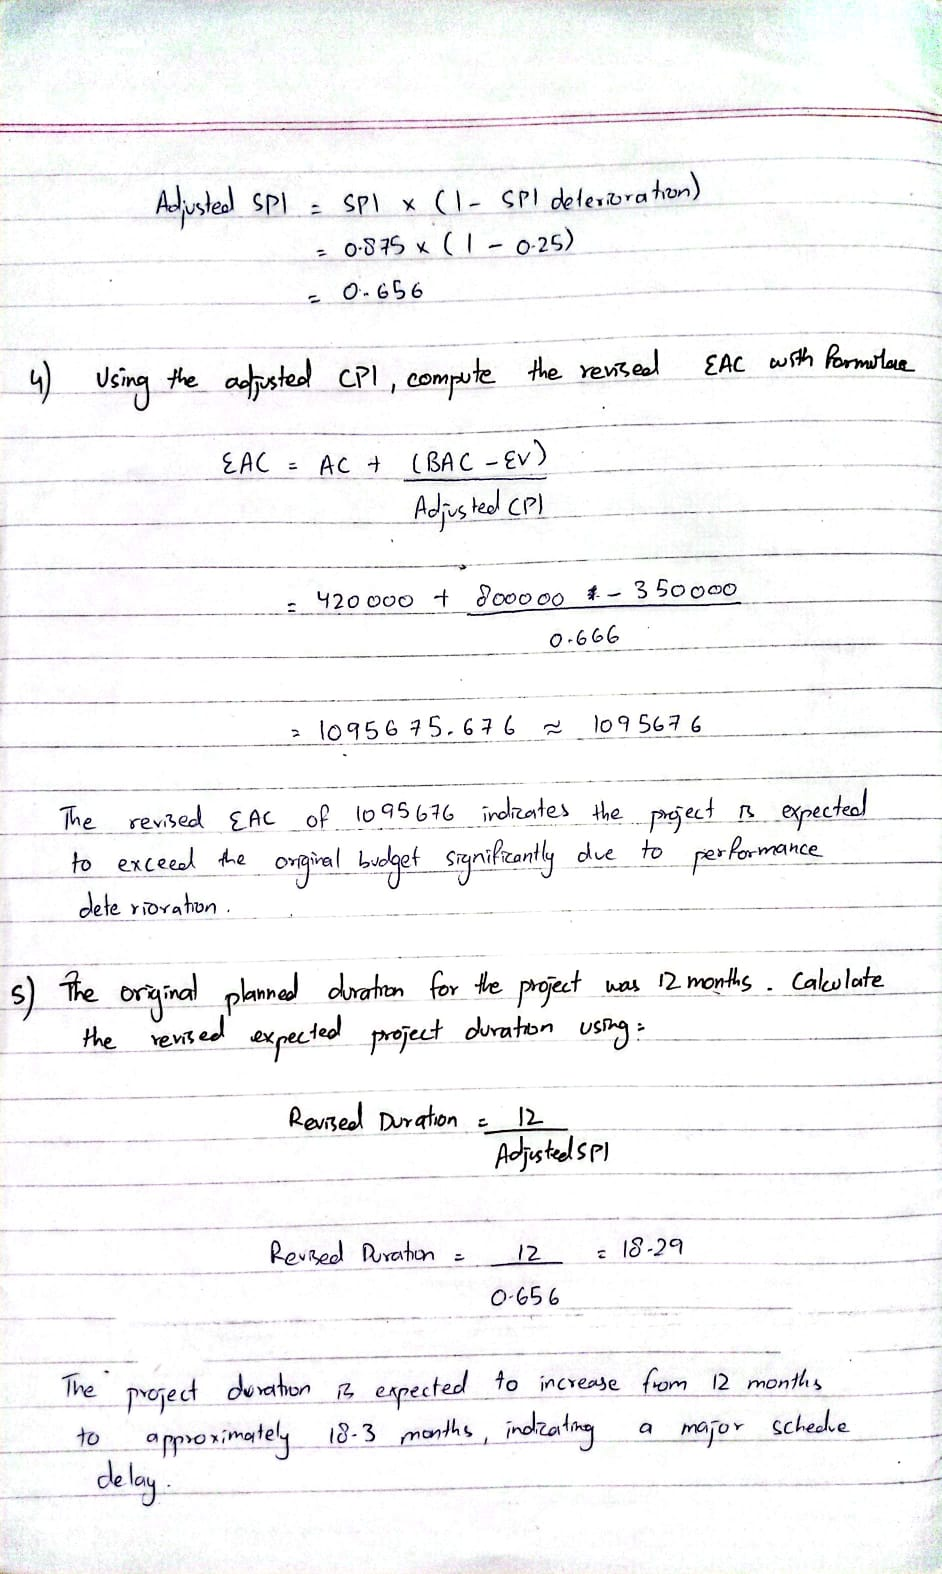 Adjusted SPI = SPI × (1 - SPI deterioration)
= 0.875 × (1 - 0.25)
= 0.656
4) Using the adjusted CPI, compute the revised EAC with formulae
EAC = AC + (BAC - EV)
Adjusted CPI
= 420 000 + 800000 - 350000
0.666
= 1095675.676 ≈ 1095676
The revised EAC of 1095676 indicates the project is expected
to exceed the original budget significantly due to performance
deterioration.
5) The original planned duration for the project was 12 months. Calculate
the revised expected project duration using:
Revised Duration = 12
Adjusted SPI
Revised Duration = 12 = 18.29
0.656
The project duration is expected to increase from 12 months
to approximately 18.3 months, indicating a major schedue
delay.